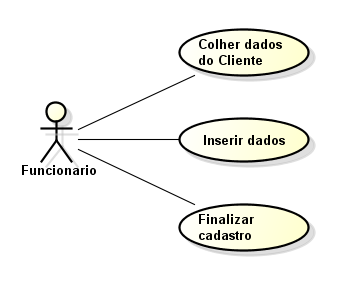 Colher dados
do Cliente
Inserir dados
Funcionario
Finalizar
cadastro